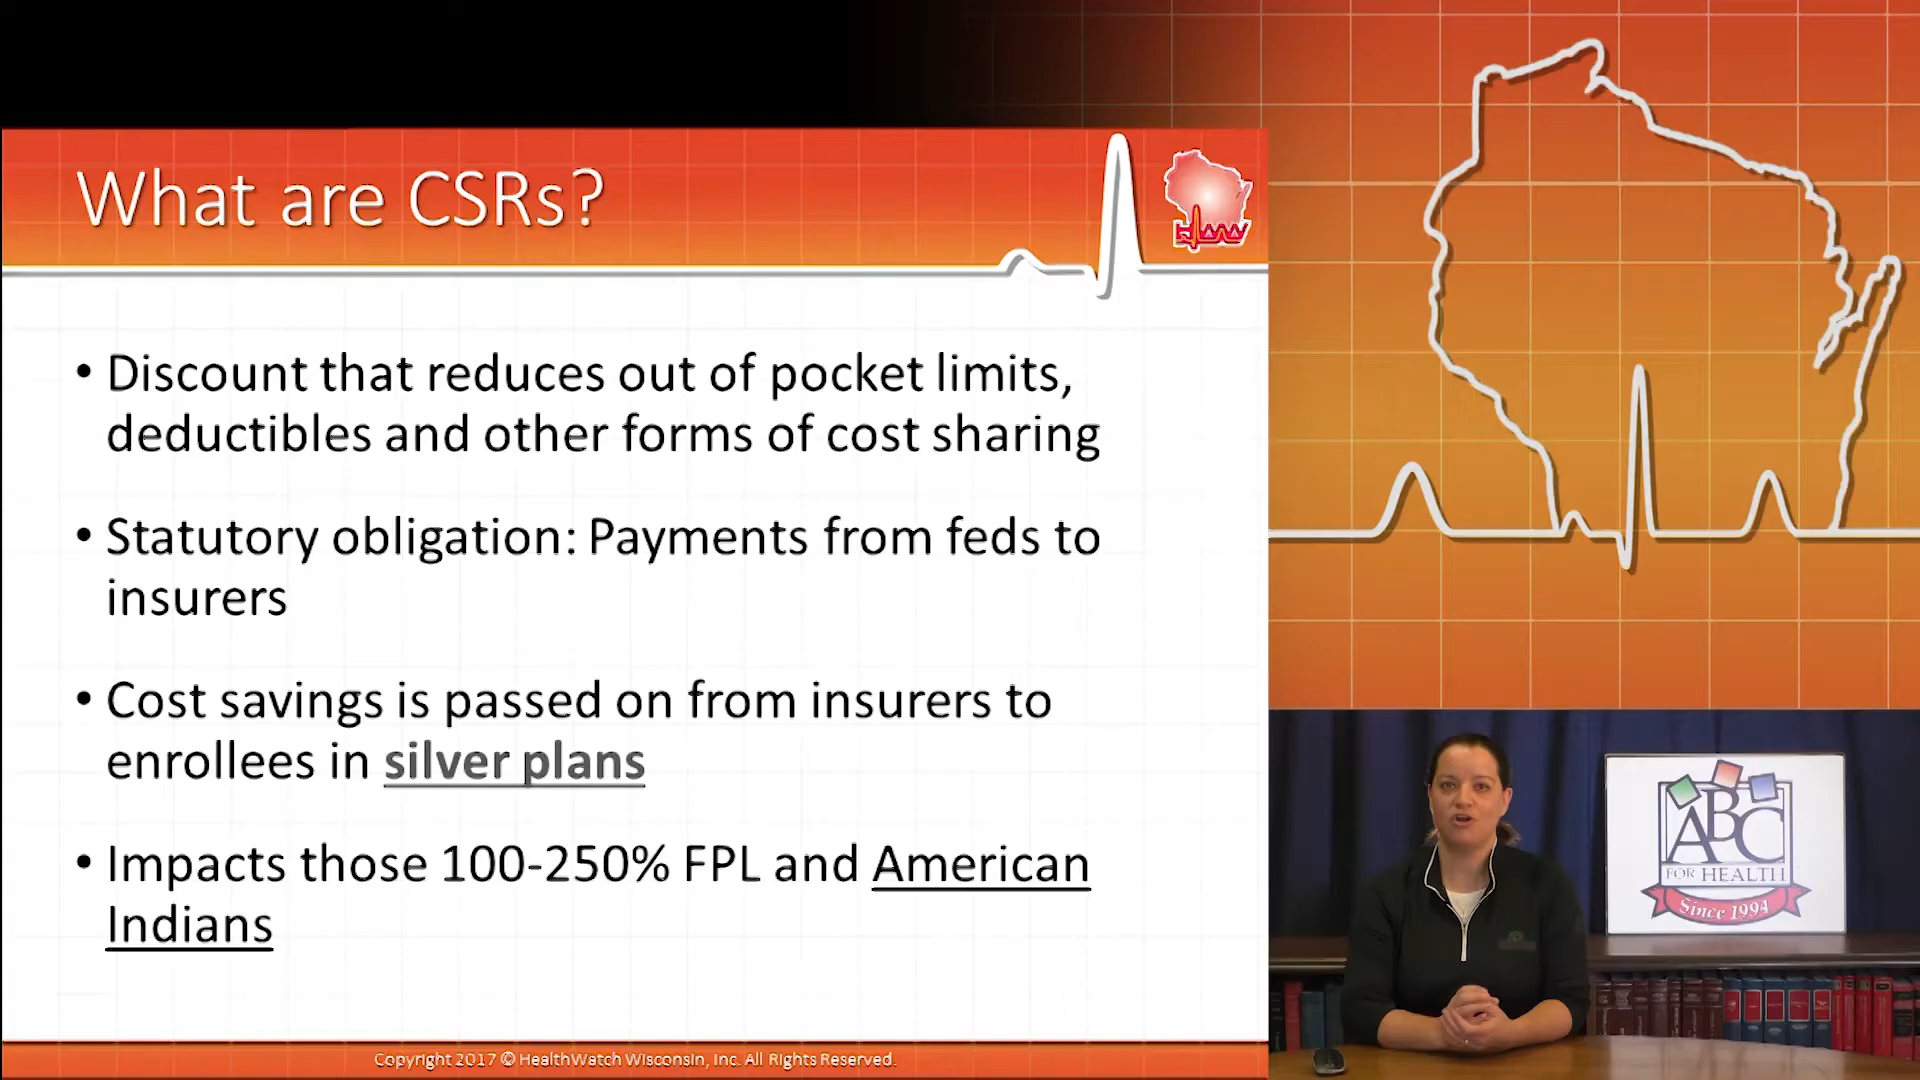 What are CSRs?
• Discount that reduces out of pocket limits,
deductibles and other forms of cost sharing
• Statutory obligation: Payments from feds to
insurers
• Cost savings is passed on from insurers to
enrollees in silver plans
• Impacts those 100-250% FPL and American
Indians
Copyright 2017 © HealthWatch Wisconsin, Inc. All Rights Reserved.
ABC
FOR HEALTH
Since 1994